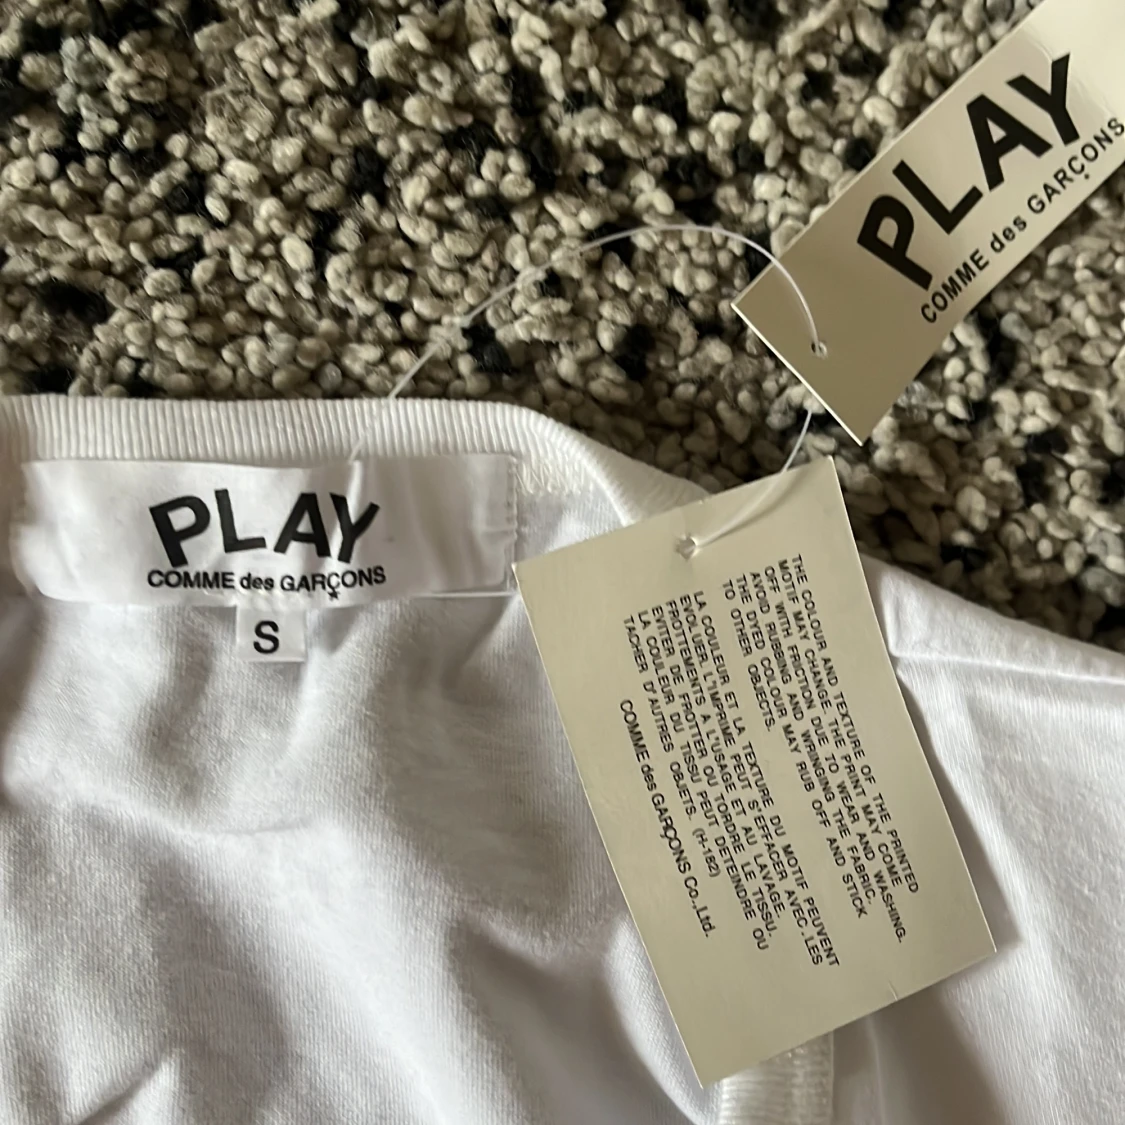 PLAY
COMME des GARÇONS
PLAY
COMME des GARÇONS
S
THE COLOUR AND TEXTURE OF THE PRINTED
MOTIF MAY CHANGE. THE PRINT MAY COME
OFF WITH FRICTION DUE TO WEAR AND WASHING.
AVOID RUBBING AND WRINGING THE FABRIC.
THE DYED COLOUR MAY RUB OFF AND STICK
TO OTHER OBJECTS.
LA COULEUR ET LA TEXTURE DU MOTIF PEUVENT
EVOLUER. L'IMPRIME PEUT S'EFFACER AVEC LES
FROTTEMENTS A L'USAGE ET AU LAVAGE.
EVITER DE FROTTER OU TORDRE LE TISSU.
LA COULEUR DU TISSU PEUT DETEINDRE OU
TACHER D'AUTRES OBJETS. (H-182)
COMME des GARÇONS Co.,Ltd.